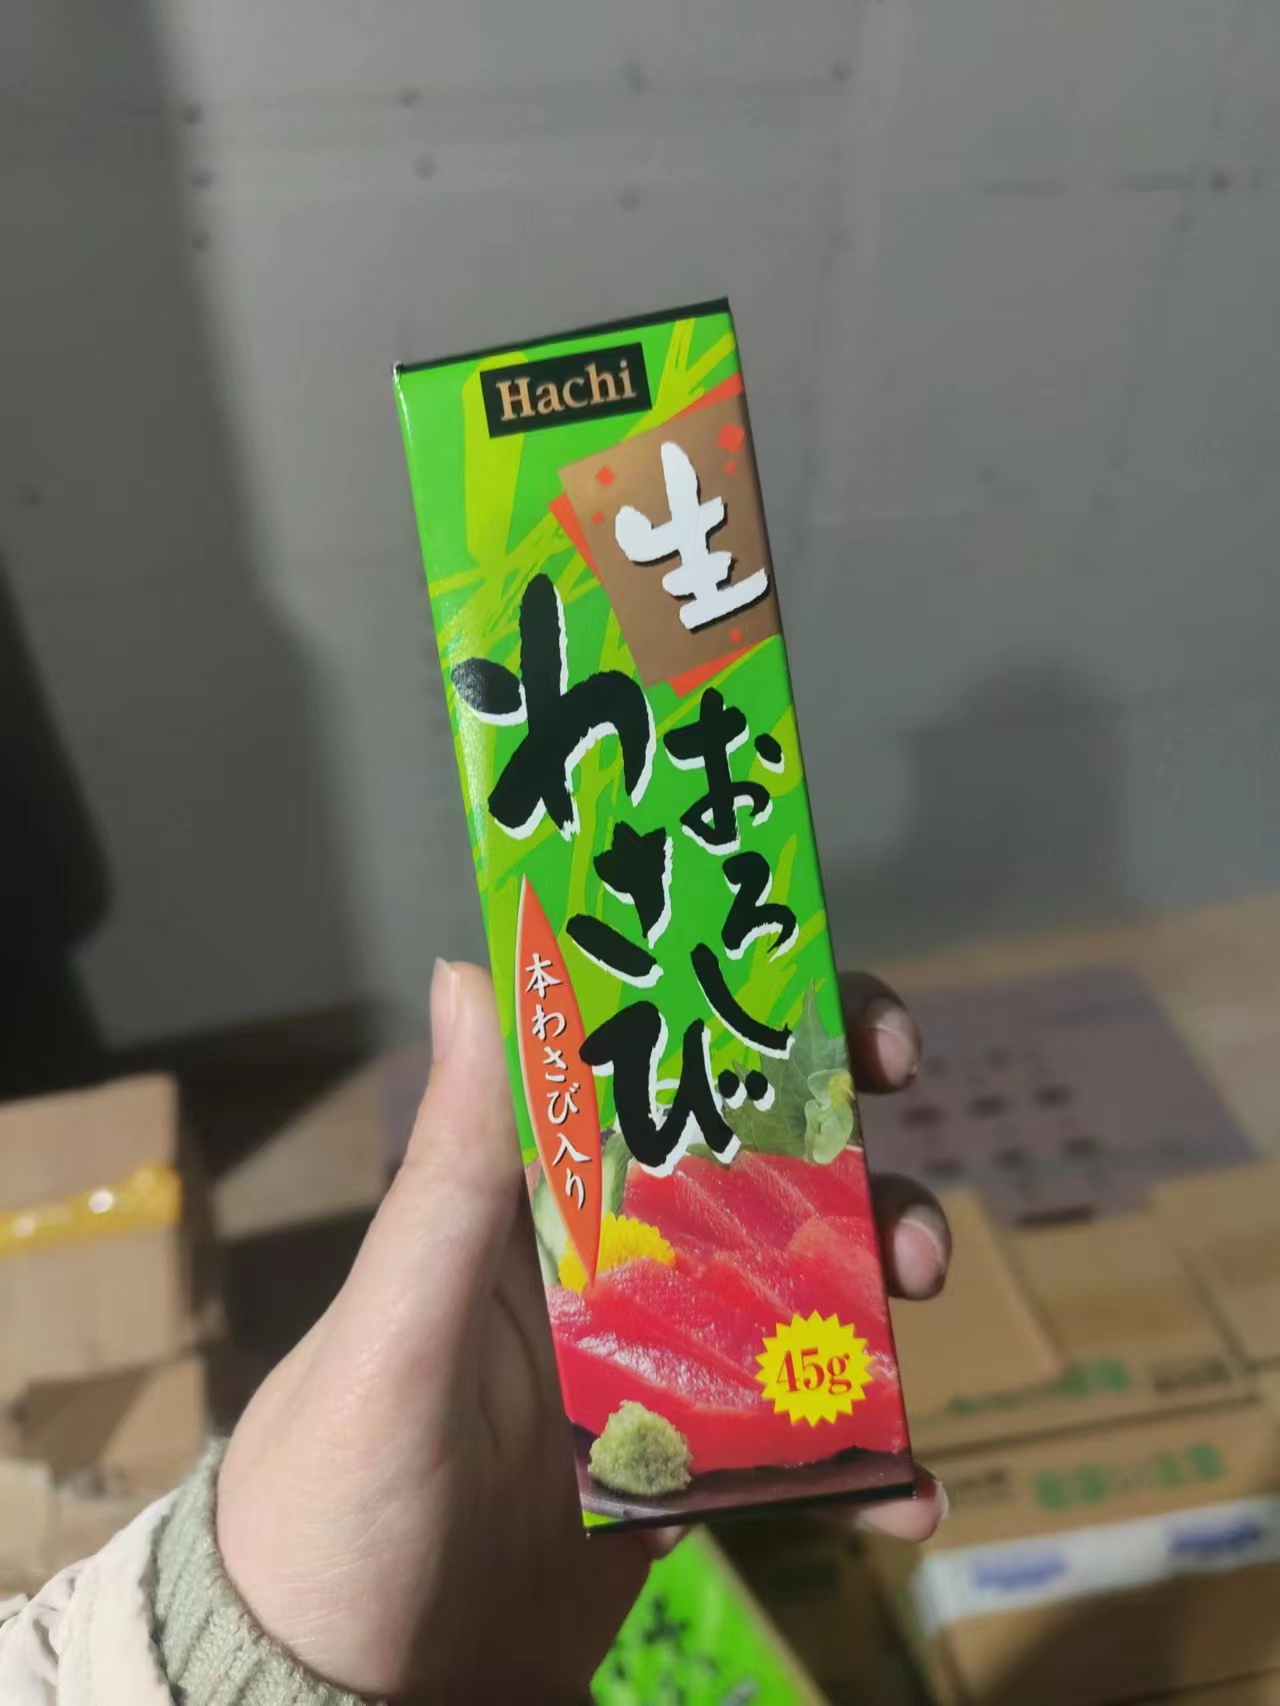 Hachi
生
おろし
わさび
本わさび入り
45g